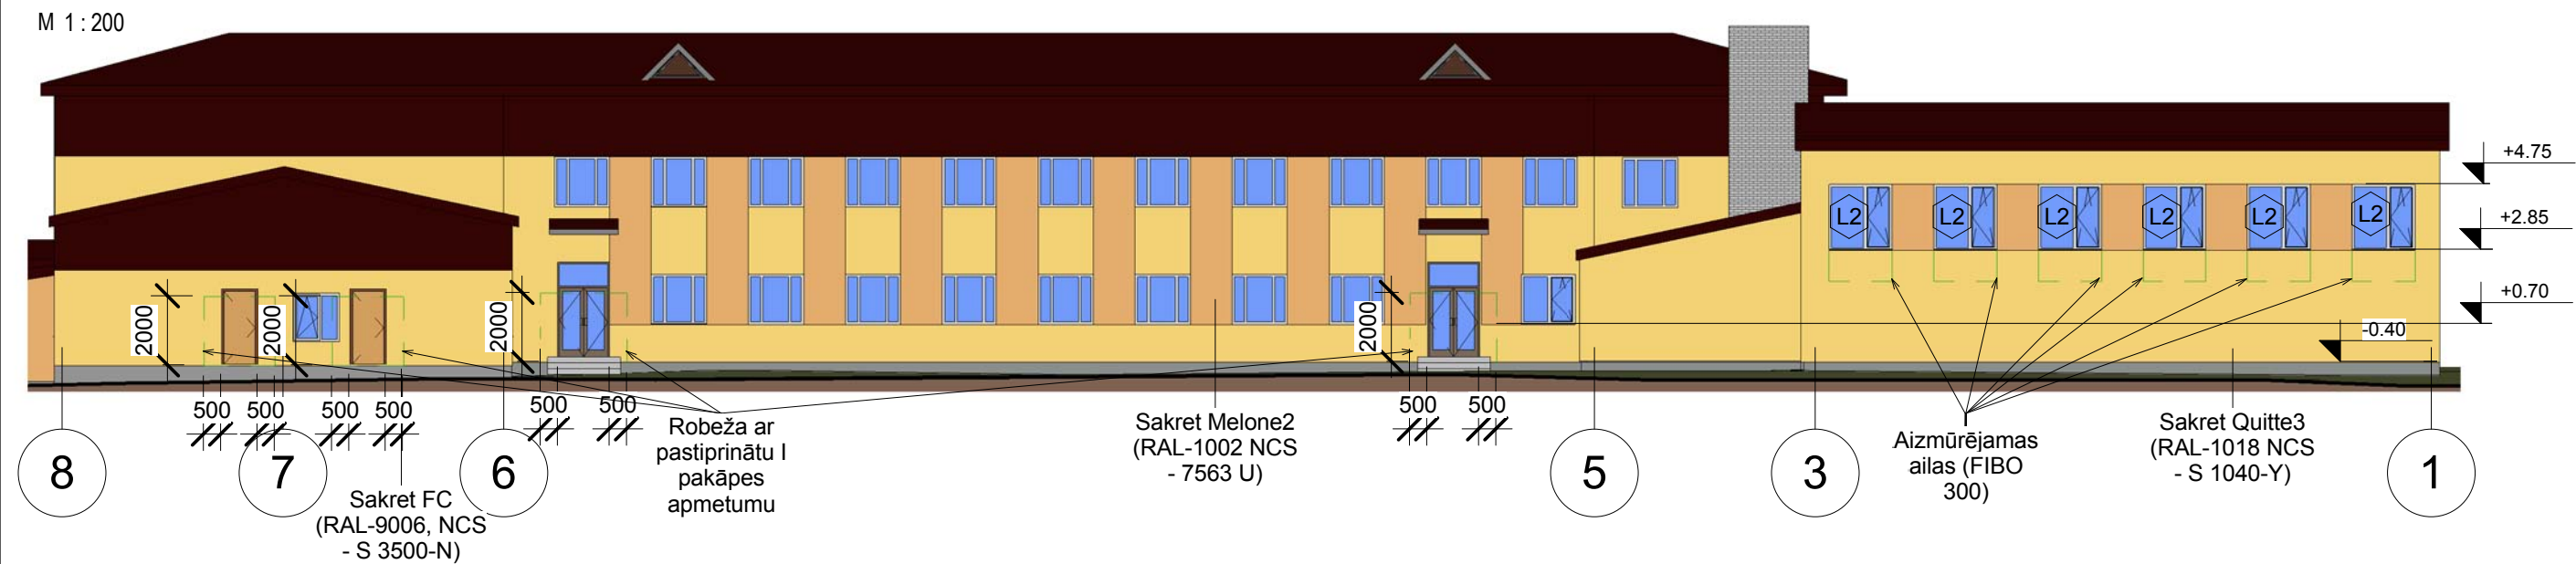 M 1 : 200
+4.75
L2
L2
L2
L2
L2
L2
+2.85
+0.70
-0.40
2000
2000
2000
2000
500
500
500
500
500
500
500
500
Robeža ar
pastiprinātu I
pakāpes
apmetumu
Sakret Melone2
(RAL-1002 NCS
- 7563 U)
Aizmūrējamas
ailas (FIBO
300)
Sakret Quitte3
(RAL-1018 NCS
- S 1040-Y)
8
7
6
5
3
1
Sakret FC
(RAL-9006, NCS
- S 3500-N)